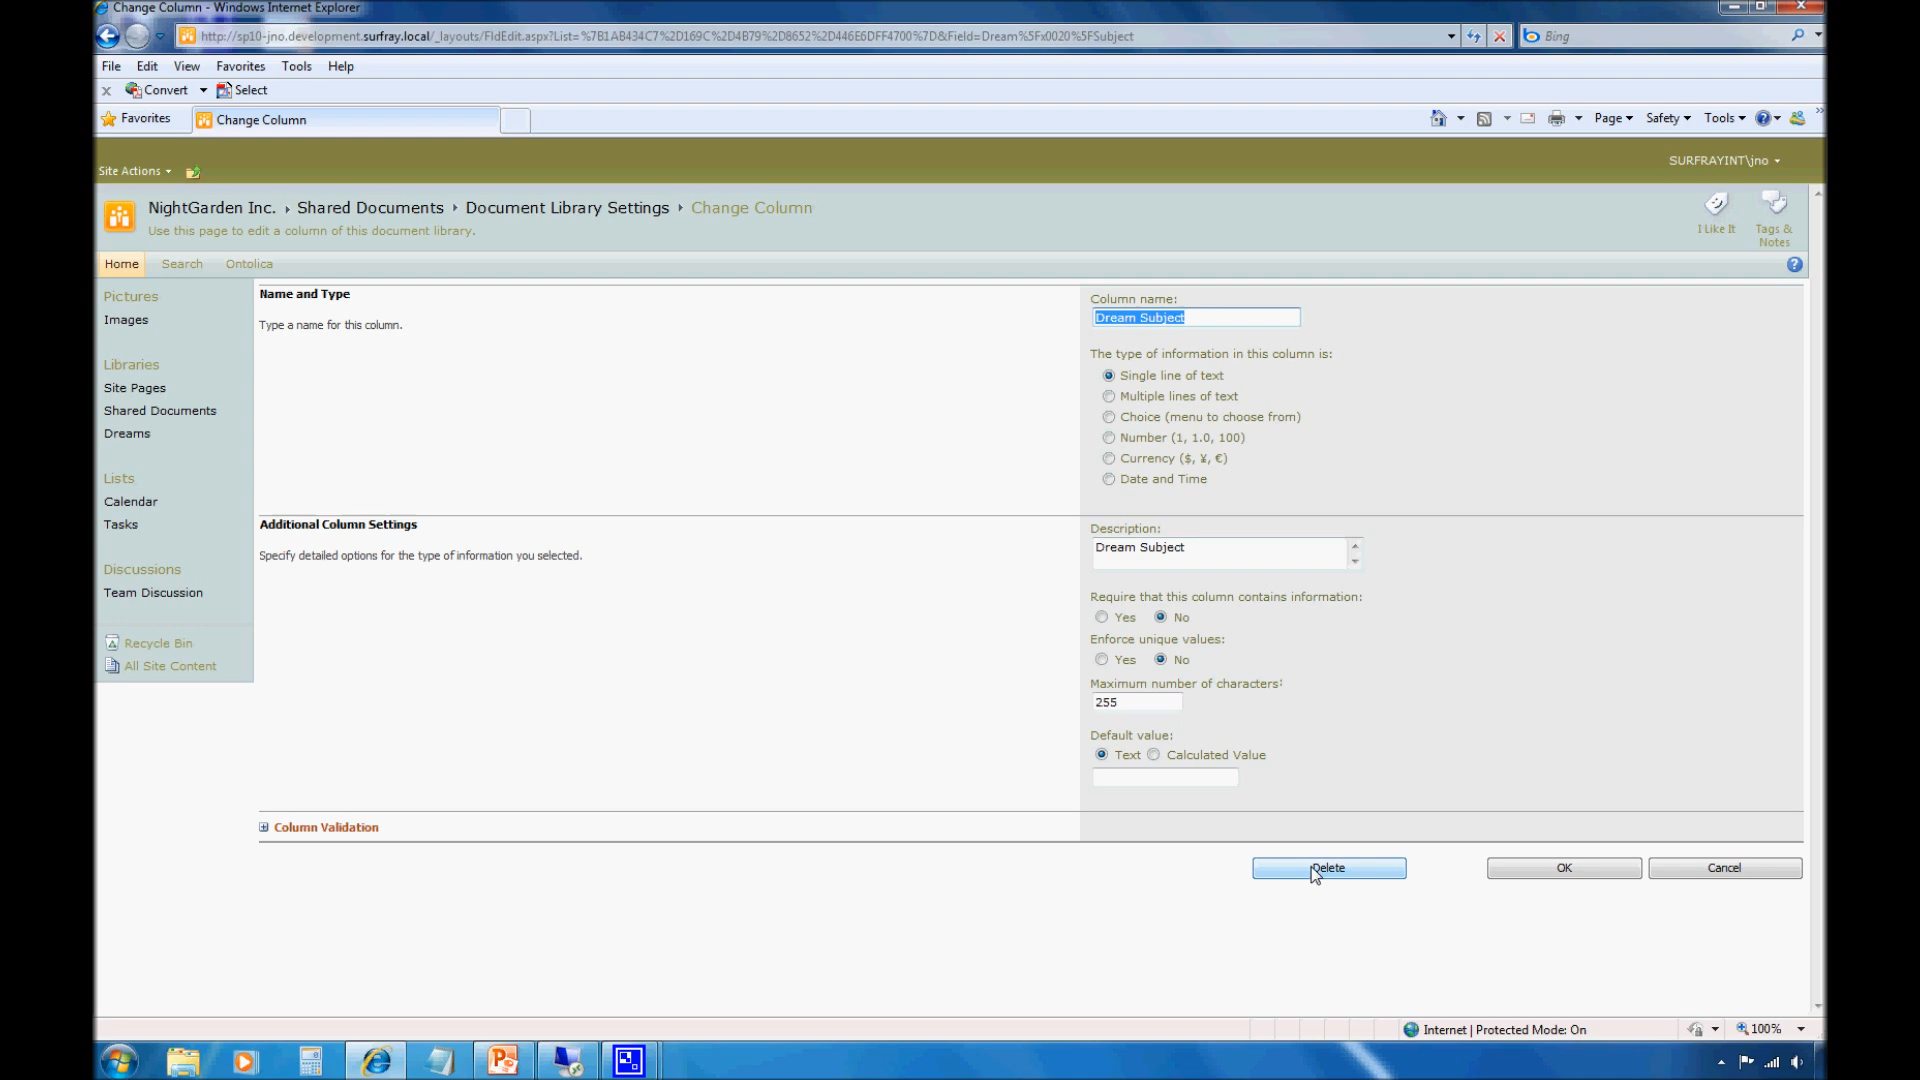 Change Column - Windows Internet Explorer
http://sp10-jno.development.surfray.local/_layouts/FldEdit.aspx?List=%7B1AB434C7%2D169C%2D4B79%2D8652%2D446E6DFF4700%7D&Field=Dream%5Fx0020%5FSubject
Bing
File Edit View Favorites Tools Help
x Convert Select
Favorites Change Column Page Safety Tools »
SURFRAYINT\jno
Site Actions
NightGarden Inc. Shared Documents Document Library Settings Change Column
Use this page to edit a column of this document library.
I Like It
Tags &
Notes
Home Search Ontolica
Pictures
Images
Libraries
Site Pages
Shared Documents
Dreams
Lists
Calendar
Tasks
Discussions
Team Discussion
Recycle Bin
All Site Content
Name and Type
Type a name for this column.
Column name:
Dream Subject
The type of information in this column is:
Single line of text
Multiple lines of text
Choice (menu to choose from)
Number (1, 1.0, 100)
Currency ($, ¥, €)
Date and Time
Additional Column Settings
Specify detailed options for the type of information you selected.
Description:
Dream Subject
Require that this column contains information:
Yes No
Enforce unique values:
Yes No
Maximum number of characters:
255
Default value:
Text Calculated Value
Column Validation
Delete OK Cancel
Internet | Protected Mode: On 100%